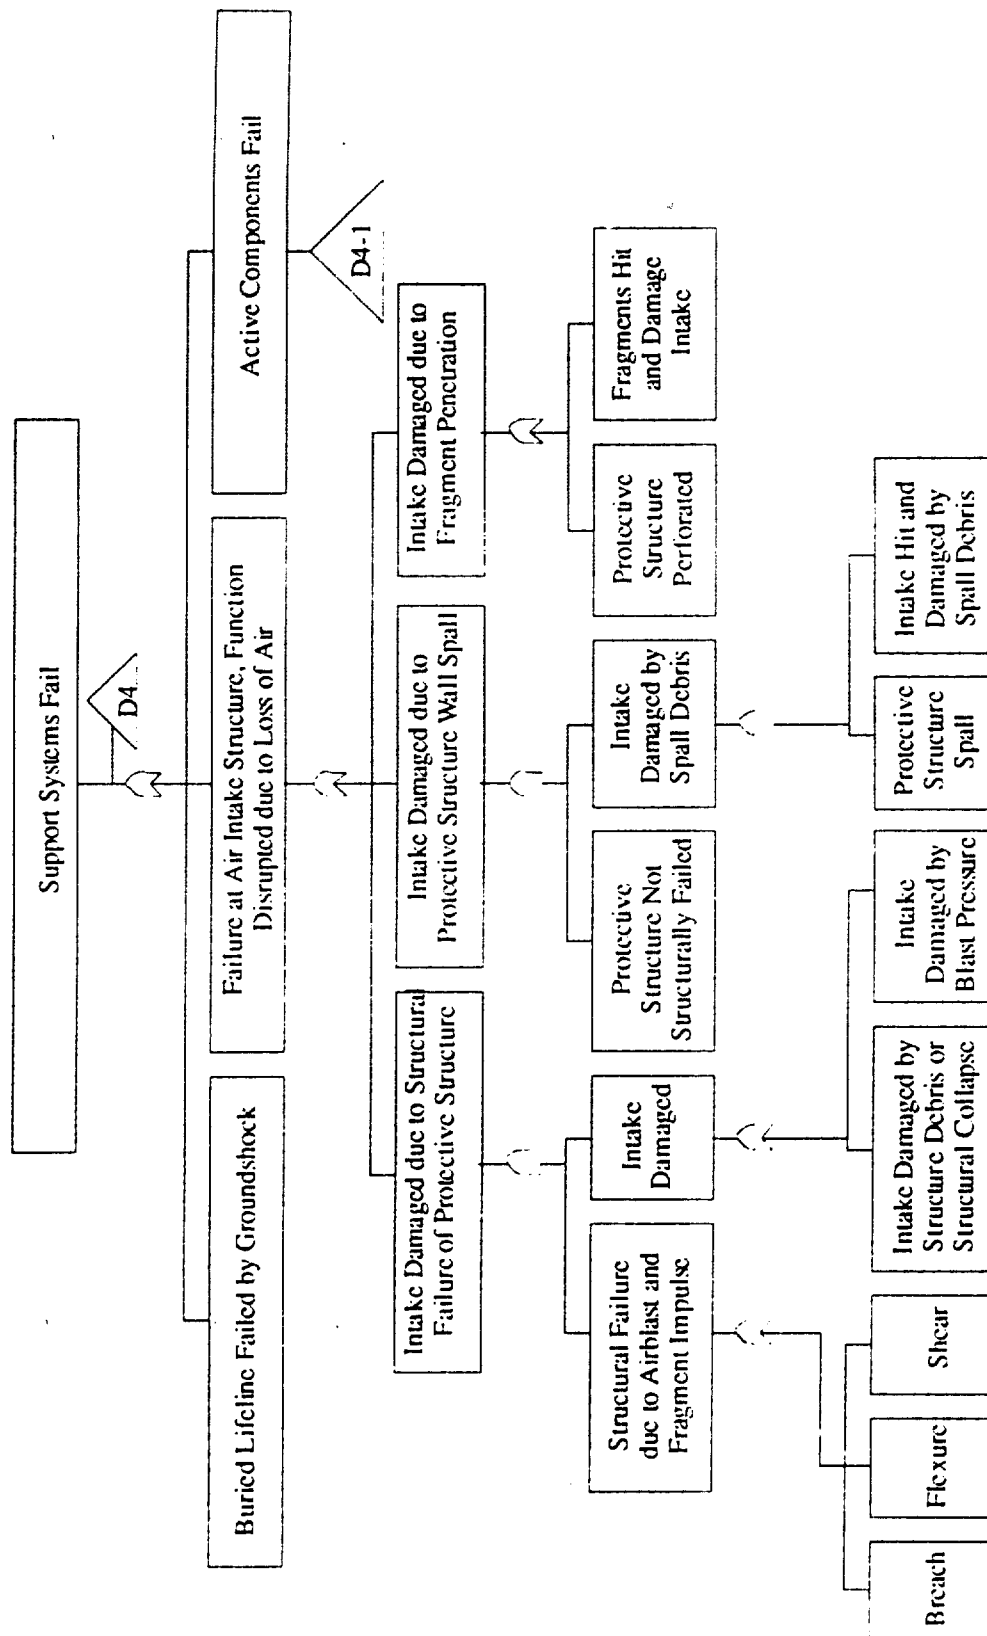 Support Systems Fail
D4
Buried Lifeline Failed by Groundshock
Failure at Air Intake Structure, Function
Disrupted due to Loss of Air
Active Components Fail
D4-1
Intake Damaged due to Structural
Failure of Protective Structure
Intake Damaged due to
Protective Structure Wall Spall
Intake Damaged due to
Fragment Penetration
Structural Failure
due to Airblast and
Fragment Impulse
Intake
Damaged
Protective
Structure Not
Structurally Failed
Intake
Damaged by
Spall Debris
Protective
Structure
Perforated
Fragments Hit
and Damage
Intake
Breach
Flexure
Shear
Intake Damaged by
Structure Debris or
Structural Collapse
Intake
Damaged by
Blast Pressure
Protective
Structure
Spall
Intake Hit and
Damaged by
Spall Debris